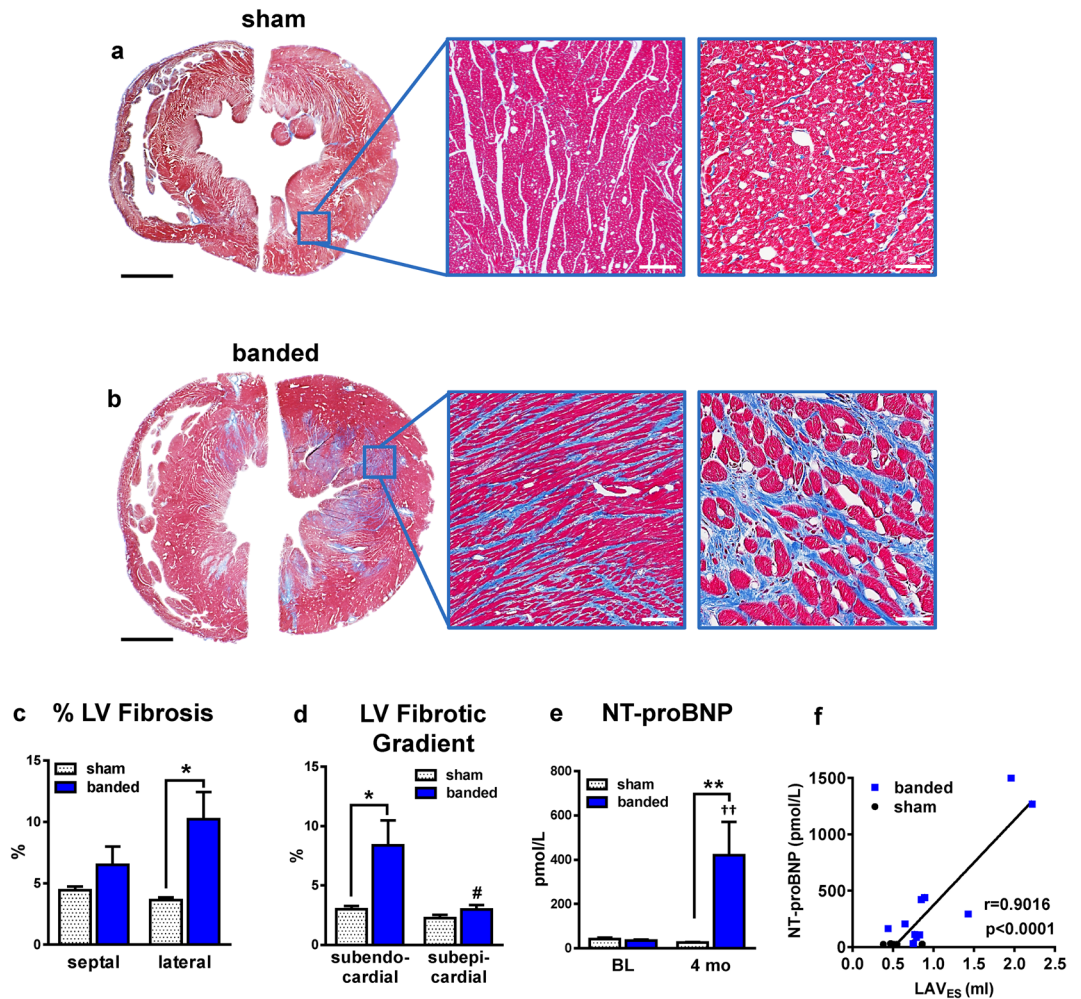 sham
a
banded
b
c % LV Fibrosis
sham
banded
*
15
10
5
0
%
septal lateral
d LV Fibrotic
Gradient
sham
banded
*
#
15
10
5
0
%
subendo-
cardial
subepi-
cardial
e NT-proBNP
sham
banded
**
††
800
600
400
200
0
pmol/L
BL 4 mo
f
banded
sham
1500
1000
500
0
NT-proBNP (pmol/L)
r=0.9016
p<0.0001
0.0 0.5 1.0 1.5 2.0 2.5
LAVES (ml)